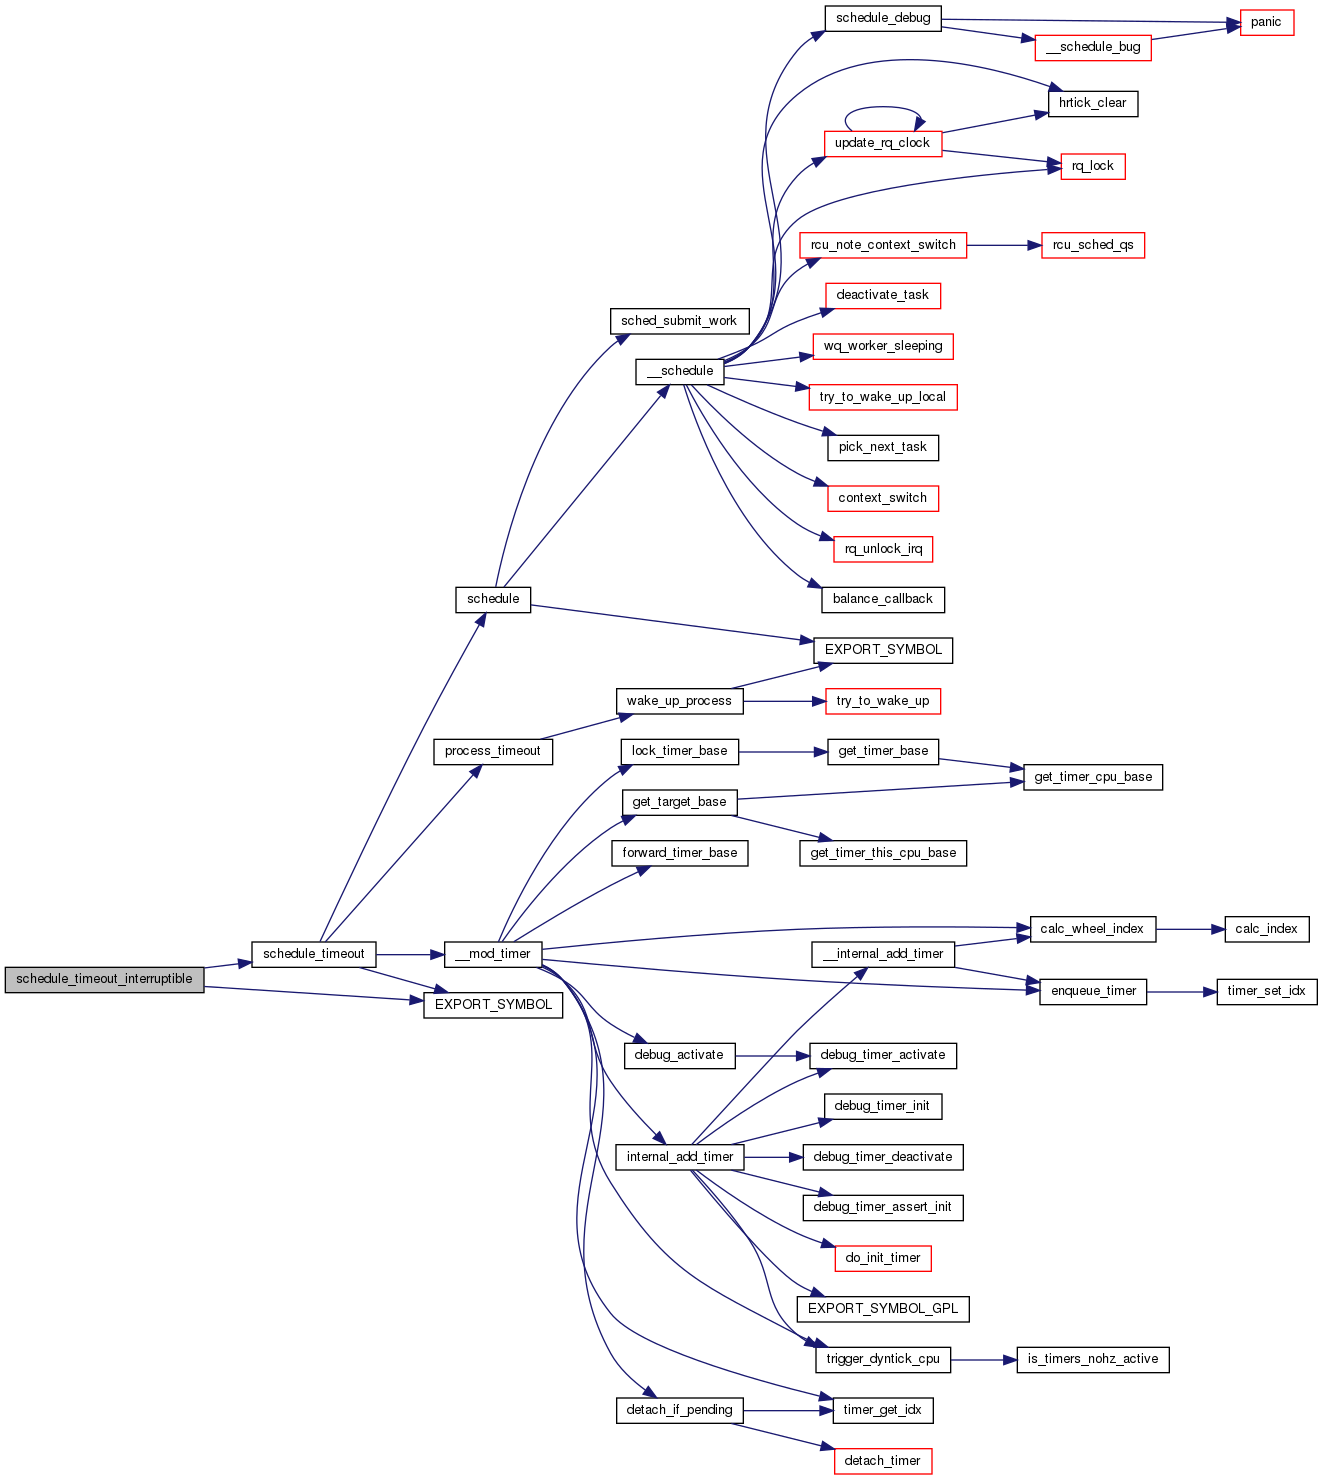 schedule_debug
panic
__schedule_bug
hrtick_clear
update_rq_clock
rq_lock
rcu_note_context_switch
rcu_sched_qs
deactivate_task
sched_submit_work
wq_worker_sleeping
__schedule
try_to_wake_up_local
pick_next_task
context_switch
rq_unlock_irq
schedule
balance_callback
EXPORT_SYMBOL
wake_up_process
try_to_wake_up
process_timeout
lock_timer_base
get_timer_base
get_timer_cpu_base
get_target_base
forward_timer_base
get_timer_this_cpu_base
calc_wheel_index
calc_index
schedule_timeout
__mod_timer
__internal_add_timer
schedule_timeout_interruptible
enqueue_timer
timer_set_idx
EXPORT_SYMBOL
debug_activate
debug_timer_activate
debug_timer_init
internal_add_timer
debug_timer_deactivate
debug_timer_assert_init
do_init_timer
EXPORT_SYMBOL_GPL
trigger_dyntick_cpu
is_timers_nohz_active
detach_if_pending
timer_get_idx
detach_timer